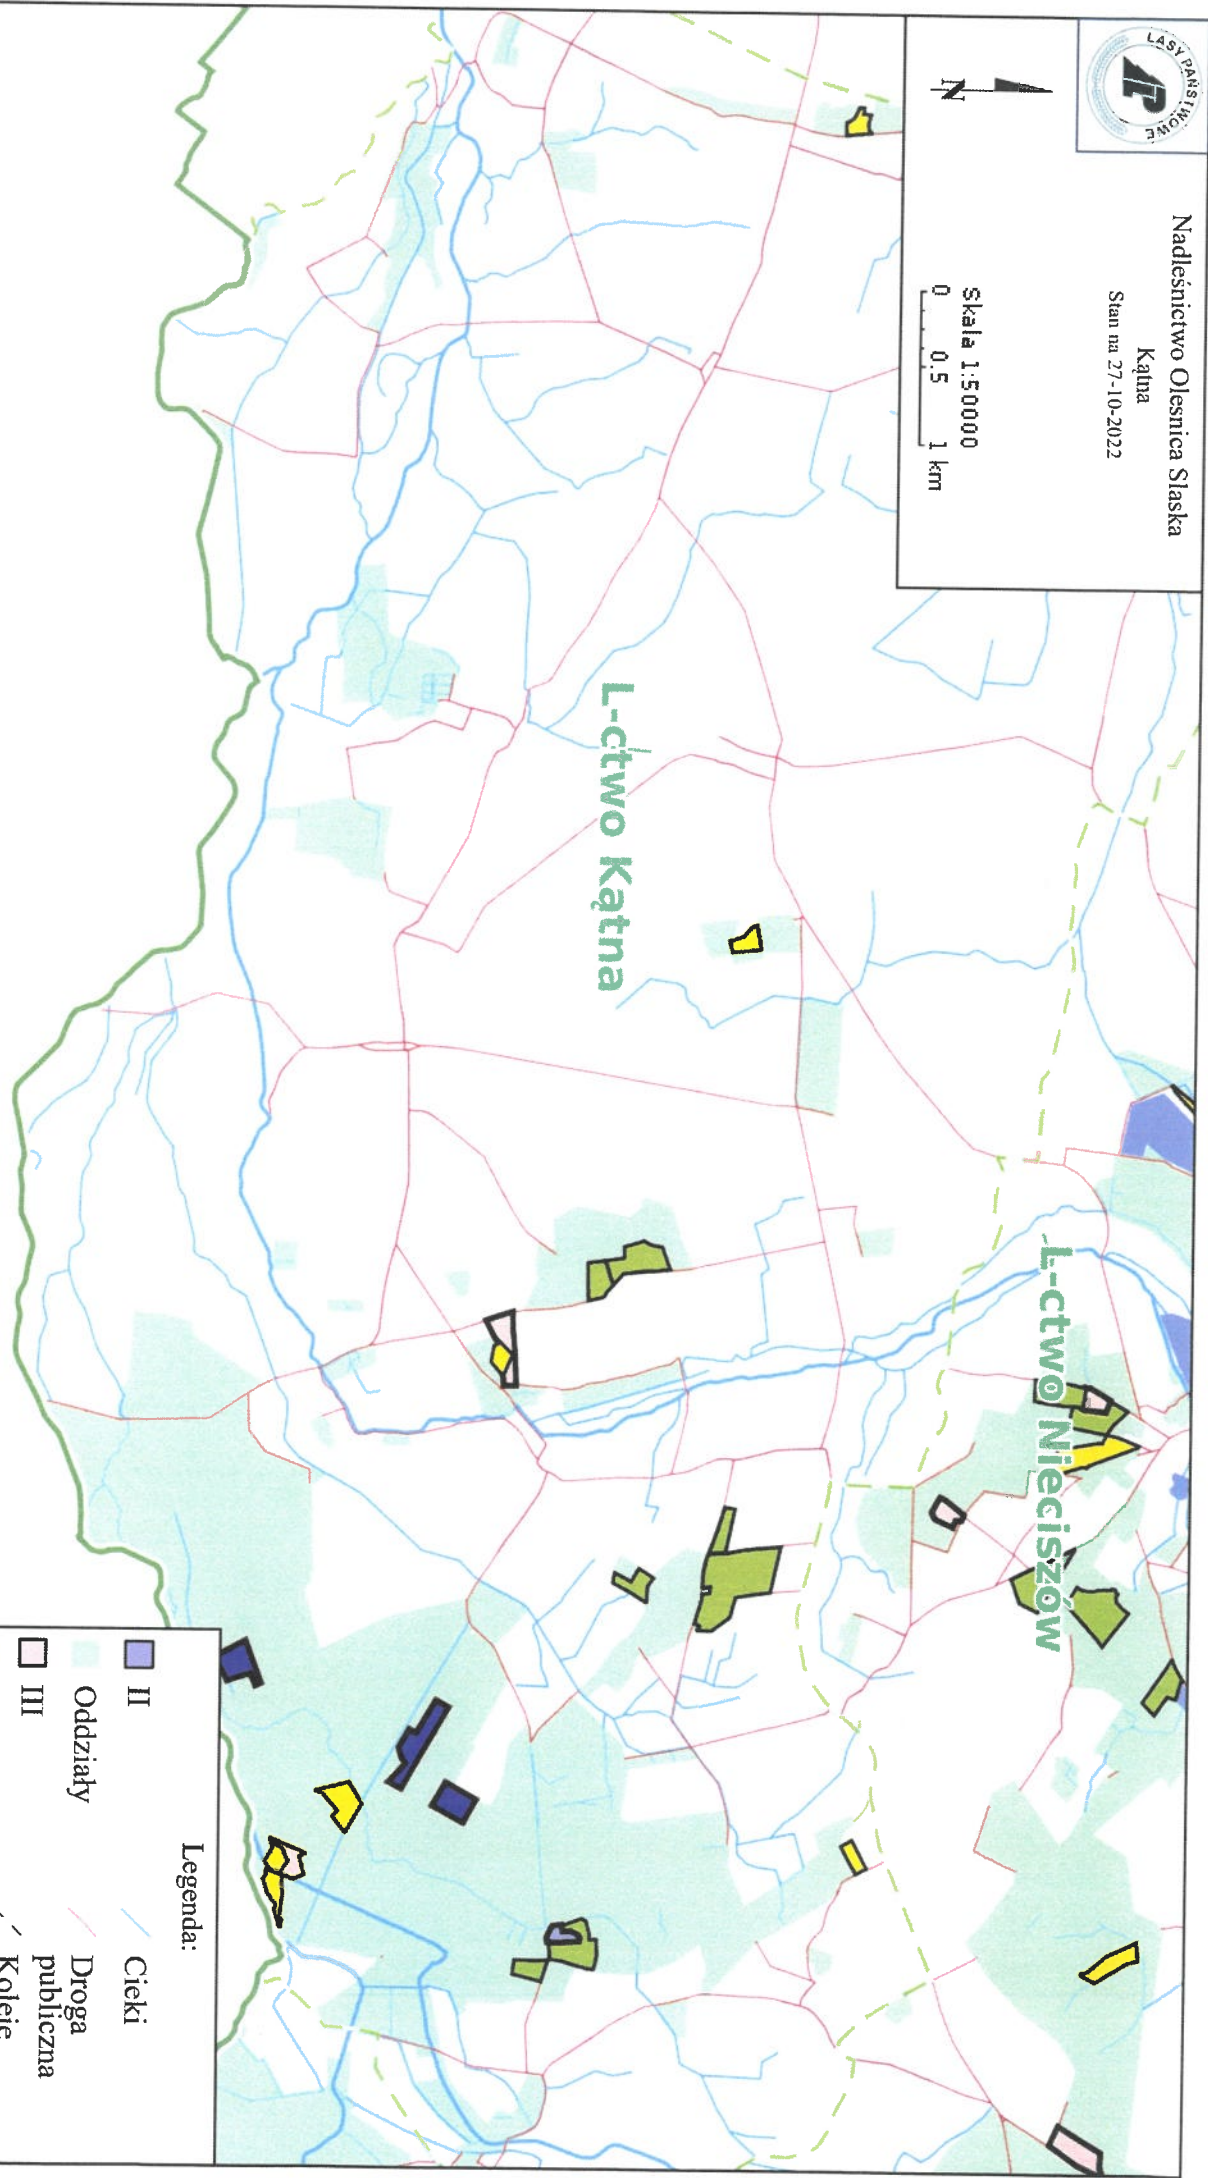 LASY PAŃSTWOWE
Nadleśnictwo Olesnica Slaska
Kątna
Stan na 27-10-2022
N
Skala 1:50000
0 0.5 1 km
L-ctwo Kątna
L-ctwo Nieciszów
Legenda:
II
Cieki
Oddziały
Droga
publiczna
III
Koleje